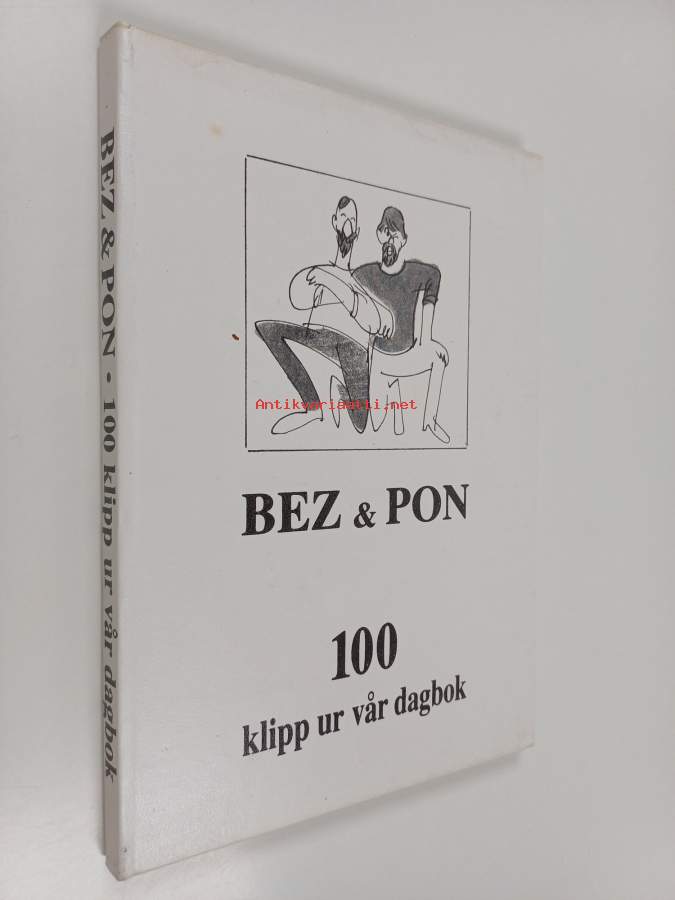 BEZ & PON • 100 klipp ur vår dagbok
Antikvariaatti.net
BEZ & PON
100
klipp ur vår dagbok